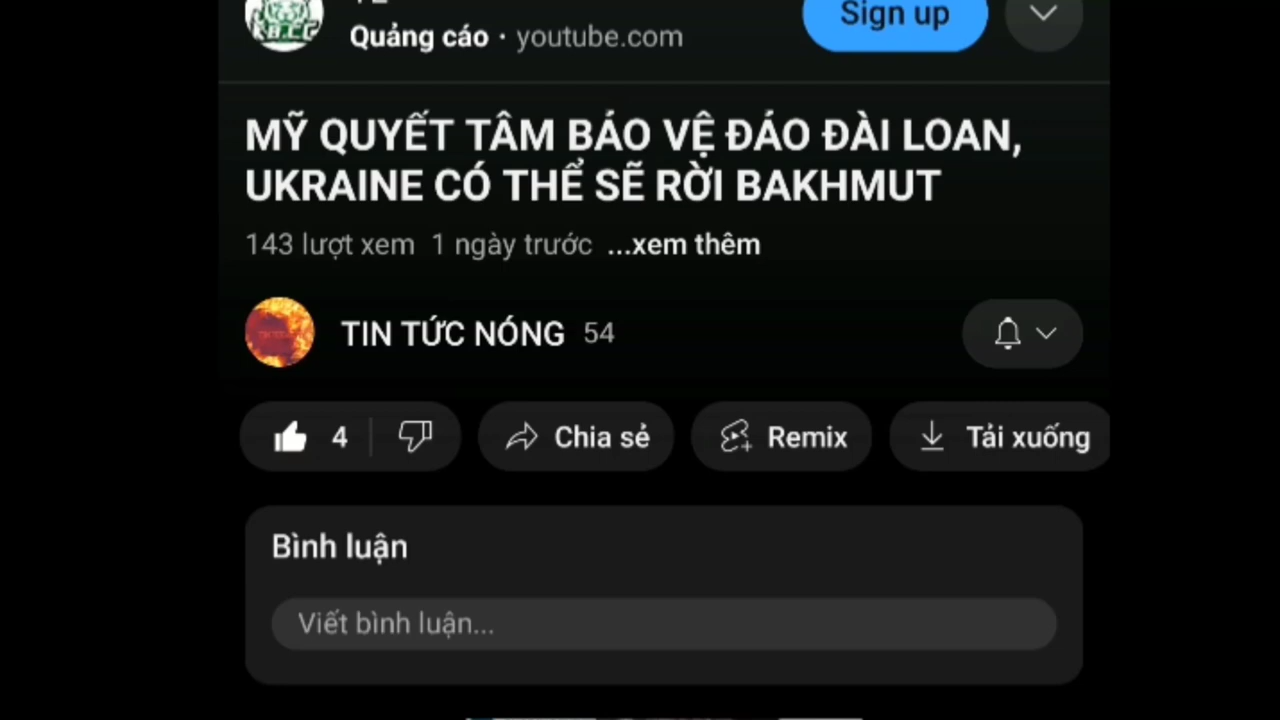 Quảng cáo · youtube.com
Sign up
MỸ QUYẾT TÂM BẢO VỆ ĐẢO ĐÀI LOAN,
UKRAINE CÓ THỂ SẼ RỜI BAKHMUT
143 lượt xem 1 ngày trước ...xem thêm
TIN TỨC NÓNG 54
4 Chia sẻ Remix Tải xuống
Bình luận
Viết bình luận...